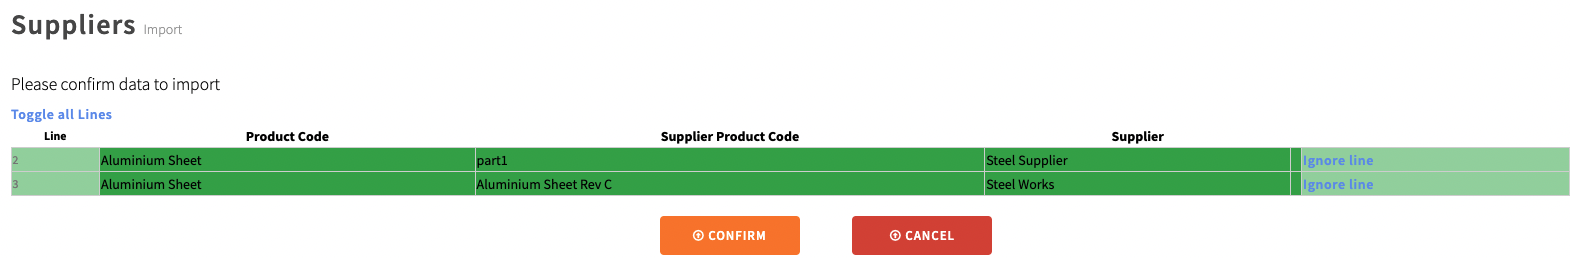 Suppliers Import
Please confirm data to import
Toggle all Lines
Line Product Code Supplier Product Code Supplier
2 Aluminium Sheet part1 Steel Supplier Ignore line
3 Aluminium Sheet Aluminium Sheet Rev C Steel Works Ignore line
CONFIRM CANCEL